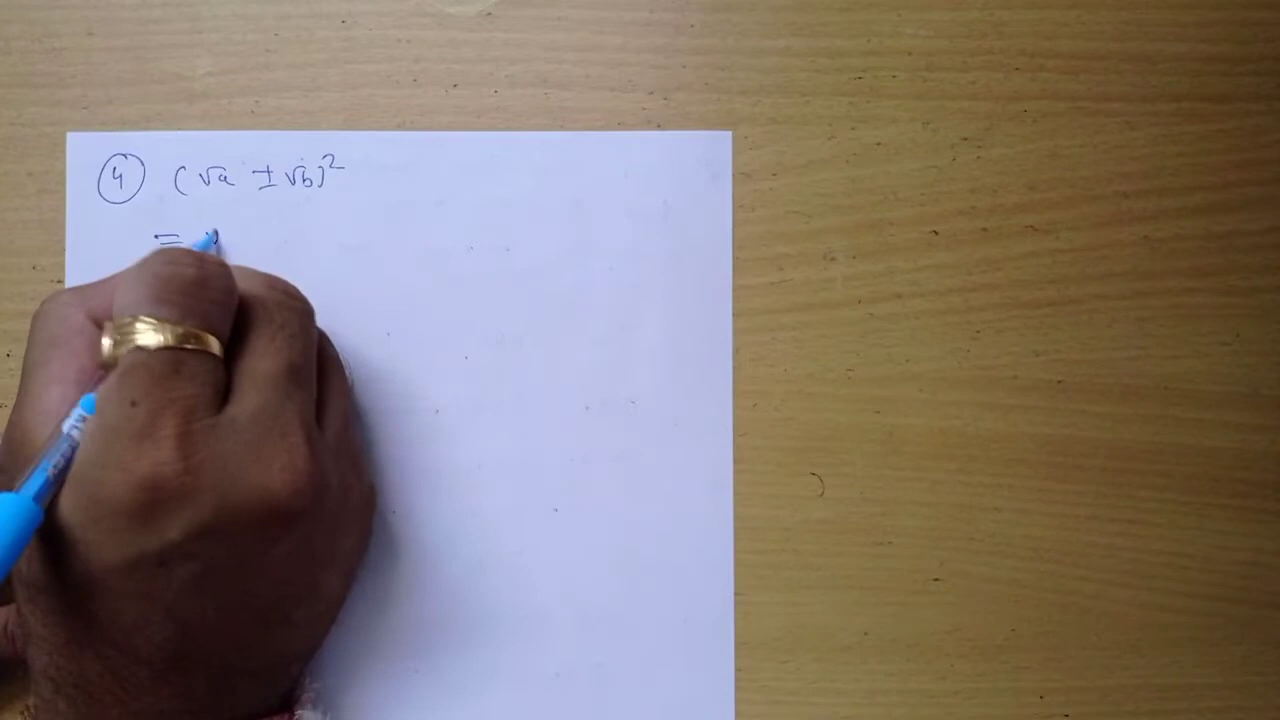 ④ (√a ± √b)²
=